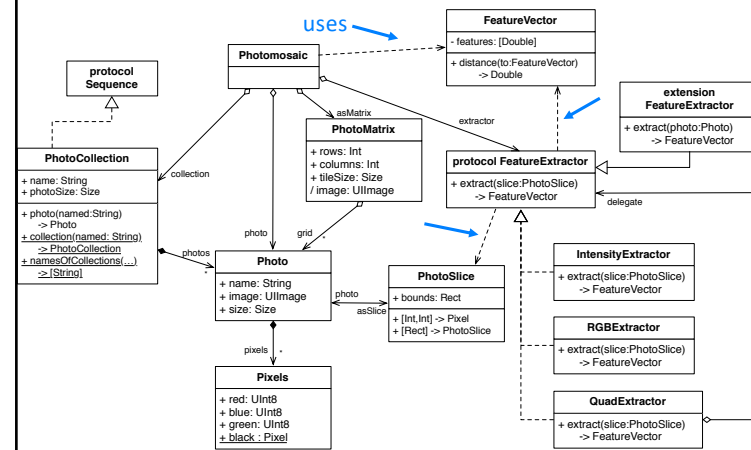 uses
FeatureVector
- features: [Double]
+ distance(to:FeatureVector)
-> Double
Photomosaic
protocol
Sequence
extension
FeatureExtractor
+ extract(photo:Photo)
-> FeatureVector
asMatrix
extractor
PhotoMatrix
+ rows: Int
+ columns: Int
+ tileSize: Size
/ image: UIImage
PhotoCollection
+ name: String
+ photoSize: Size
+ photo(named:String)
-> Photo
+ collection(named: String)
-> PhotoCollection
+ namesOfCollections(...)
-> [String]
collection
protocol FeatureExtractor
+ extract(slice:PhotoSlice)
-> FeatureVector
delegate
photo
grid
*
photos
*
Photo
+ name: String
+ image: UIImage
+ size: Size
photo
asSlice
PhotoSlice
+ bounds: Rect
+ [Int,Int] -> Pixel
+ [Rect] -> PhotoSlice
IntensityExtractor
+ extract(slice:PhotoSlice)
-> FeatureVector
RGBExtractor
+ extract(slice:PhotoSlice)
-> FeatureVector
pixels
*
Pixels
+ red: UInt8
+ blue: UInt8
+ green: UInt8
+ black : Pixel
QuadExtractor
+ extract(slice:PhotoSlice)
-> FeatureVector